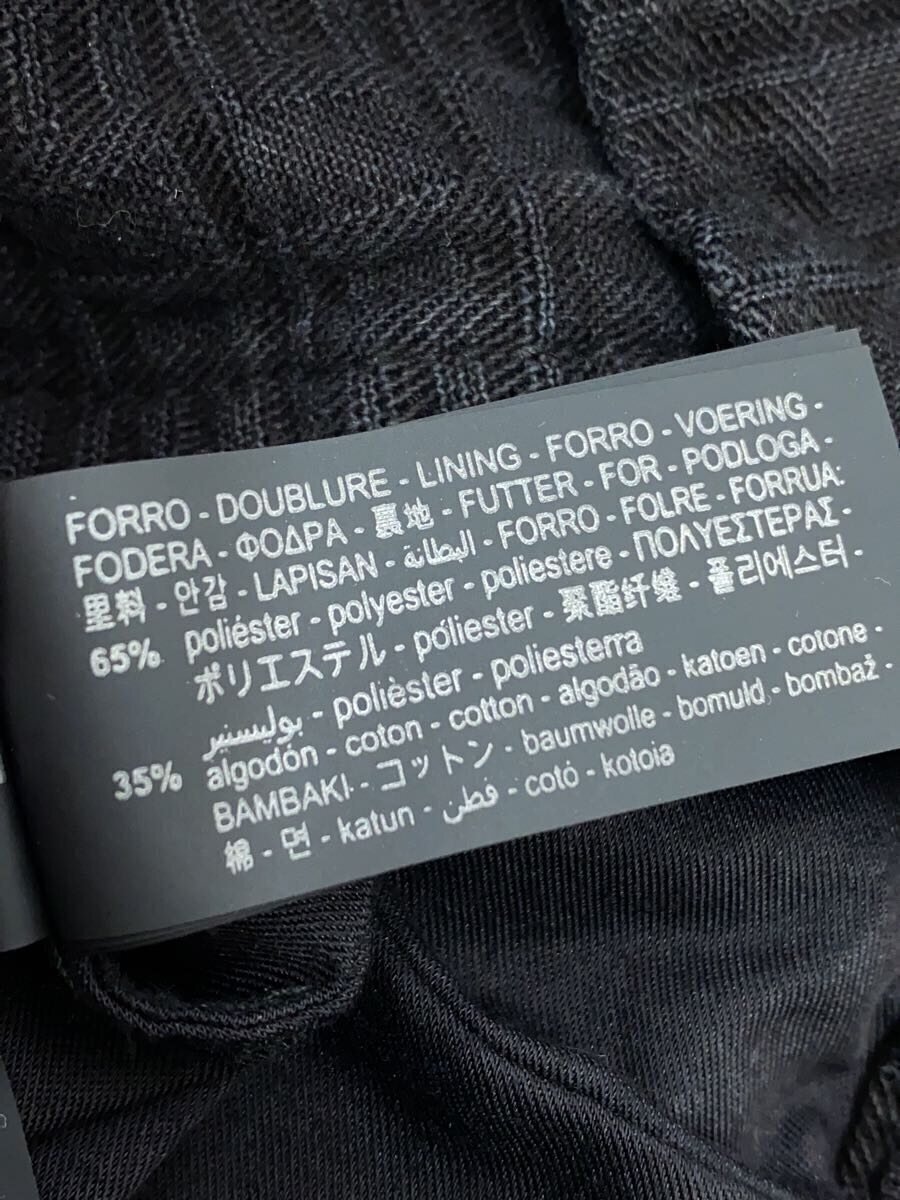 FORRO - DOUBLURE - LINING - FORRO - VOERING -
FODERA - ΦΟΔΡΑ - 裏地 - FUTTER - FOR - PODLOGA -
里料 - 안감 - LAPISAN - البطانة - FORRO - FOLRE - FORRUA:
65% poliéster - polyester - poliestere - ΠΟΛΥΕΣΤΕΡΑΣ -
ポリエステル - póliester - 聚酯纤维 - 폴리에스터 -
بوليستير - polièster - poliesterra
35% algodón - coton - cotton - algodão - katoen - cotone -
BAMBAKI - コットン - baumwolle - bomuld - bombaž -
綿 - 면 - katun - قطن - cotó - kotoia